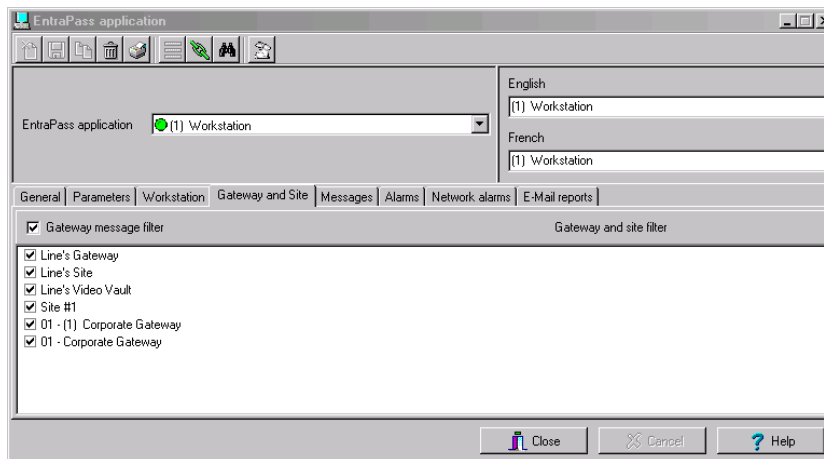 EntraPass application
English
(1) Workstation
EntraPass application
(1) Workstation
French
(1) Workstation
General
Parameters
Workstation
Gateway and Site
Messages
Alarms
Network alarms
E-Mail reports
Gateway message filter
Gateway and site filter
Line's Gateway
Line's Site
Line's Video Vault
Site #1
01 - (1) Corporate Gateway
01 - Corporate Gateway
Close
Cancel
Help